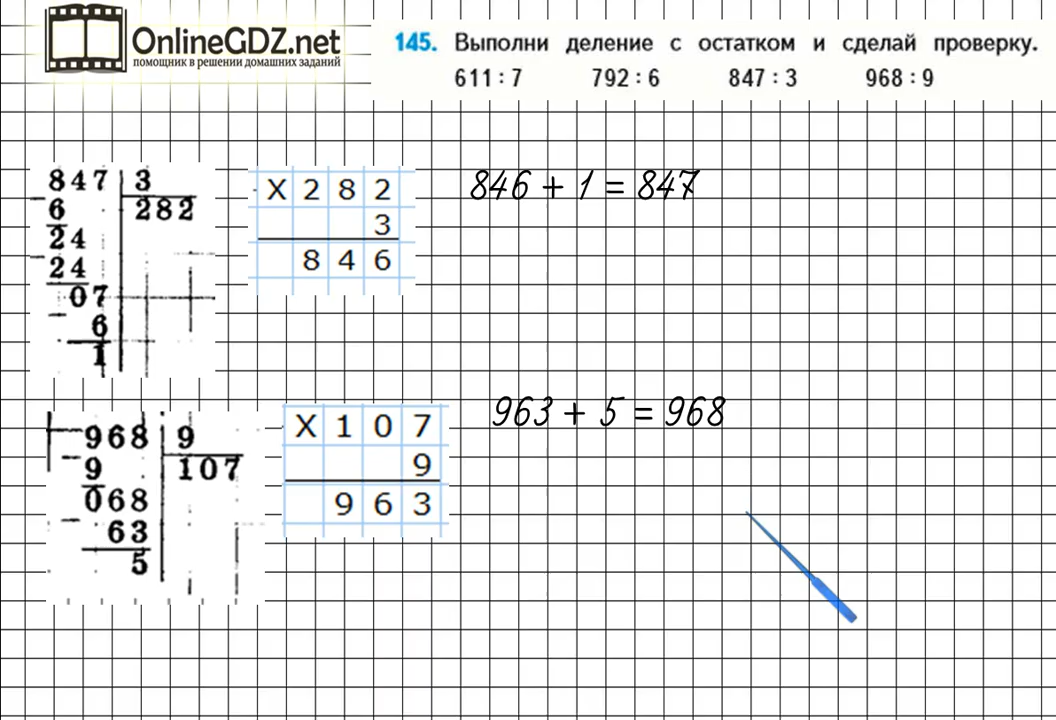 OnlineGDZ.net
помощник в решении домашних заданий
145. Выполни деление с остатком и сделай проверку.
611 : 7 792 : 6 847 : 3 968 : 9
847 3
- 6 282
24
- 24
07
- 6
1
X 2 8 2
3
8 4 6
846 + 1 = 847
968 9
- 9 107
068
- 63
5
X 1 0 7
9
9 6 3
963 + 5 = 968